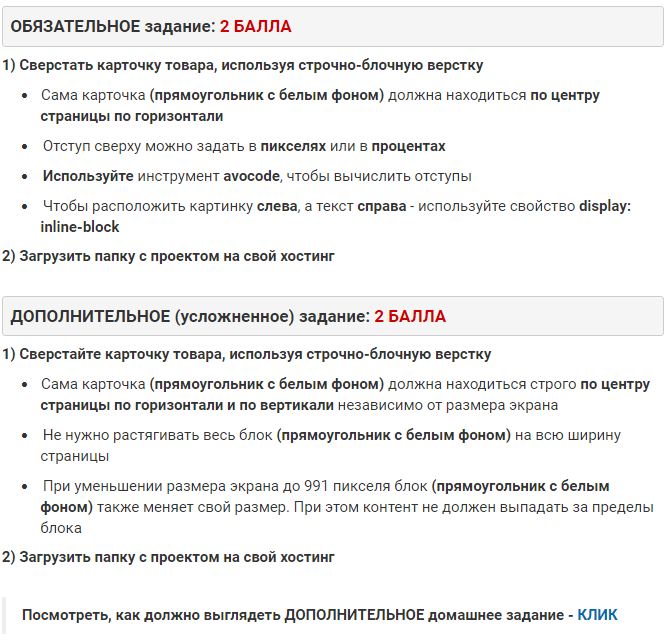 ОБЯЗАТЕЛЬНОЕ задание: 2 БАЛЛА
1) Сверстать карточку товара, используя строчно-блочную верстку
• Сама карточка (прямоугольник с белым фоном) должна находиться по центру
страницы по горизонтали
• Отступ сверху можно задать в пикселях или в процентах
• Используйте инструмент avocode, чтобы вычислить отступы
• Чтобы расположить картинку слева, а текст справа - используйте свойство display:
inline-block
2) Загрузить папку с проектом на свой хостинг
ДОПОЛНИТЕЛЬНОЕ (усложненное) задание: 2 БАЛЛА
1) Сверстайте карточку товара, используя строчно-блочную верстку
• Сама карточка (прямоугольник с белым фоном) должна находиться строго по центру
страницы по горизонтали и по вертикали независимо от размера экрана
• Не нужно растягивать весь блок (прямоугольник с белым фоном) на всю ширину
страницы
• При уменьшении размера экрана до 991 пикселя блок (прямоугольник с белым
фоном) также меняет свой размер. При этом контент не должен выпадать за пределы
блока
2) Загрузить папку с проектом на свой хостинг
Посмотреть, как должно выглядеть ДОПОЛНИТЕЛЬНОЕ домашнее задание - КЛИК